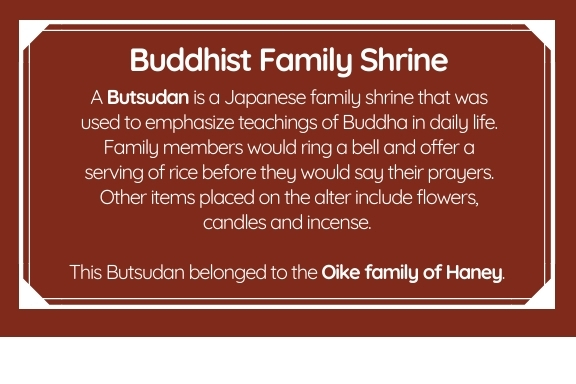 Buddhist Family Shrine
A Butsudan is a Japanese family shrine that was
used to emphasize teachings of Buddha in daily life.
Family members would ring a bell and offer a
serving of rice before they would say their prayers.
Other items placed on the alter include flowers,
candles and incense.
This Butsudan belonged to the Oike family of Haney.